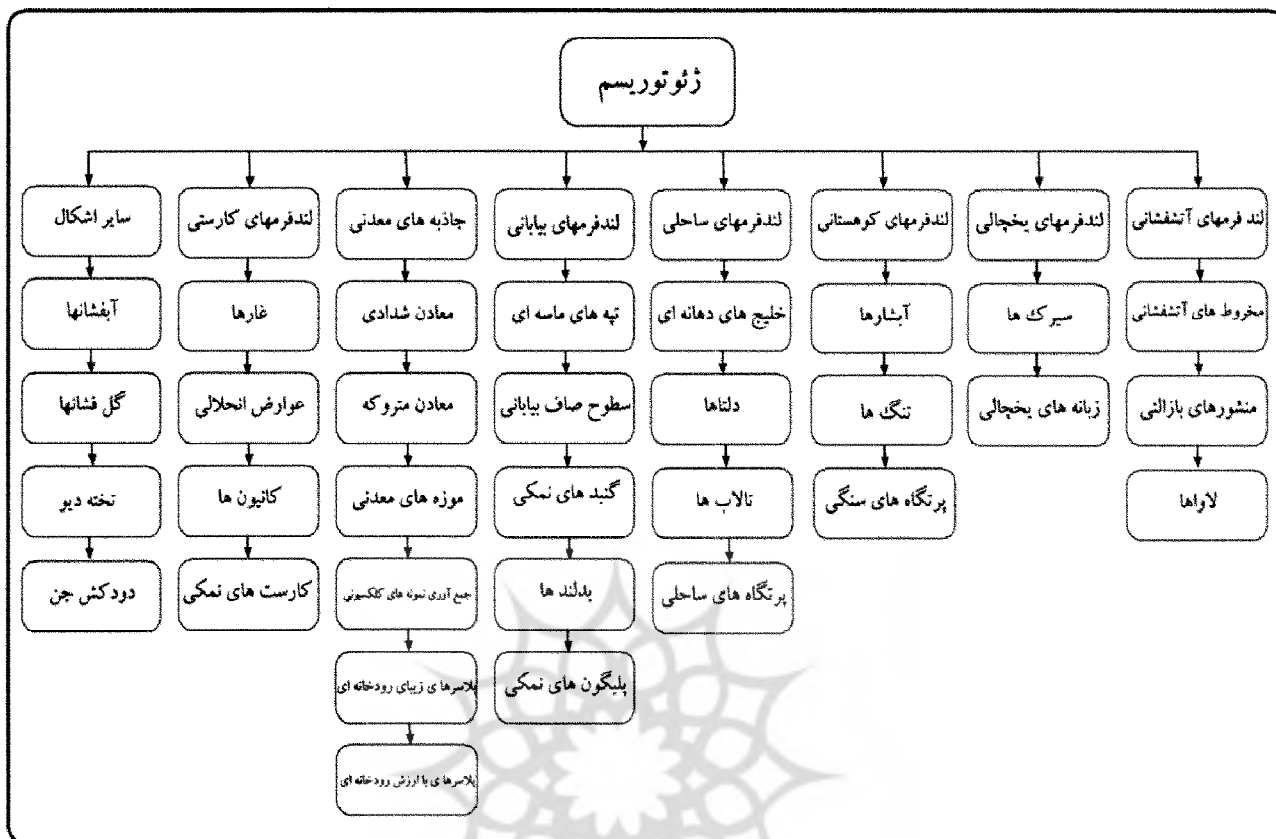 ژئوتوریسم
لند فرمهای آتشفشانی
لندفرمهای یخچالی
لندفرمهای کوهستانی
لندفرمهای ساحلی
لندفرمهای بیابانی
جاذبه های معدنی
لندفرمهای کارستی
سایر اشکال
مخروط های آتشفشانی
سیرک ها
آبشارها
خلیج های دهانه ای
تپه های ماسه ای
معادن شدادی
غارها
آبفشانها
منشورهای بازالتی
زبانه های یخچالی
تنگ ها
دلتاها
سطوح صاف بیابانی
معادن متروکه
عوارض انحلالی
گل فشانها
لاواها
پرتگاه های سنگی
تالاب ها
گنبد های نمکی
موزه های معدنی
کانیون ها
تخته دیو
پرتگاه های ساحلی
بدلند ها
جمع آوری نمونه های کلکسیونی
کارست های نمکی
دودکش جن
پلیگون های نمکی
پلاسرها ی زیبای رودخانه ای
پلاسرها ی با ارزش رودخانه ای